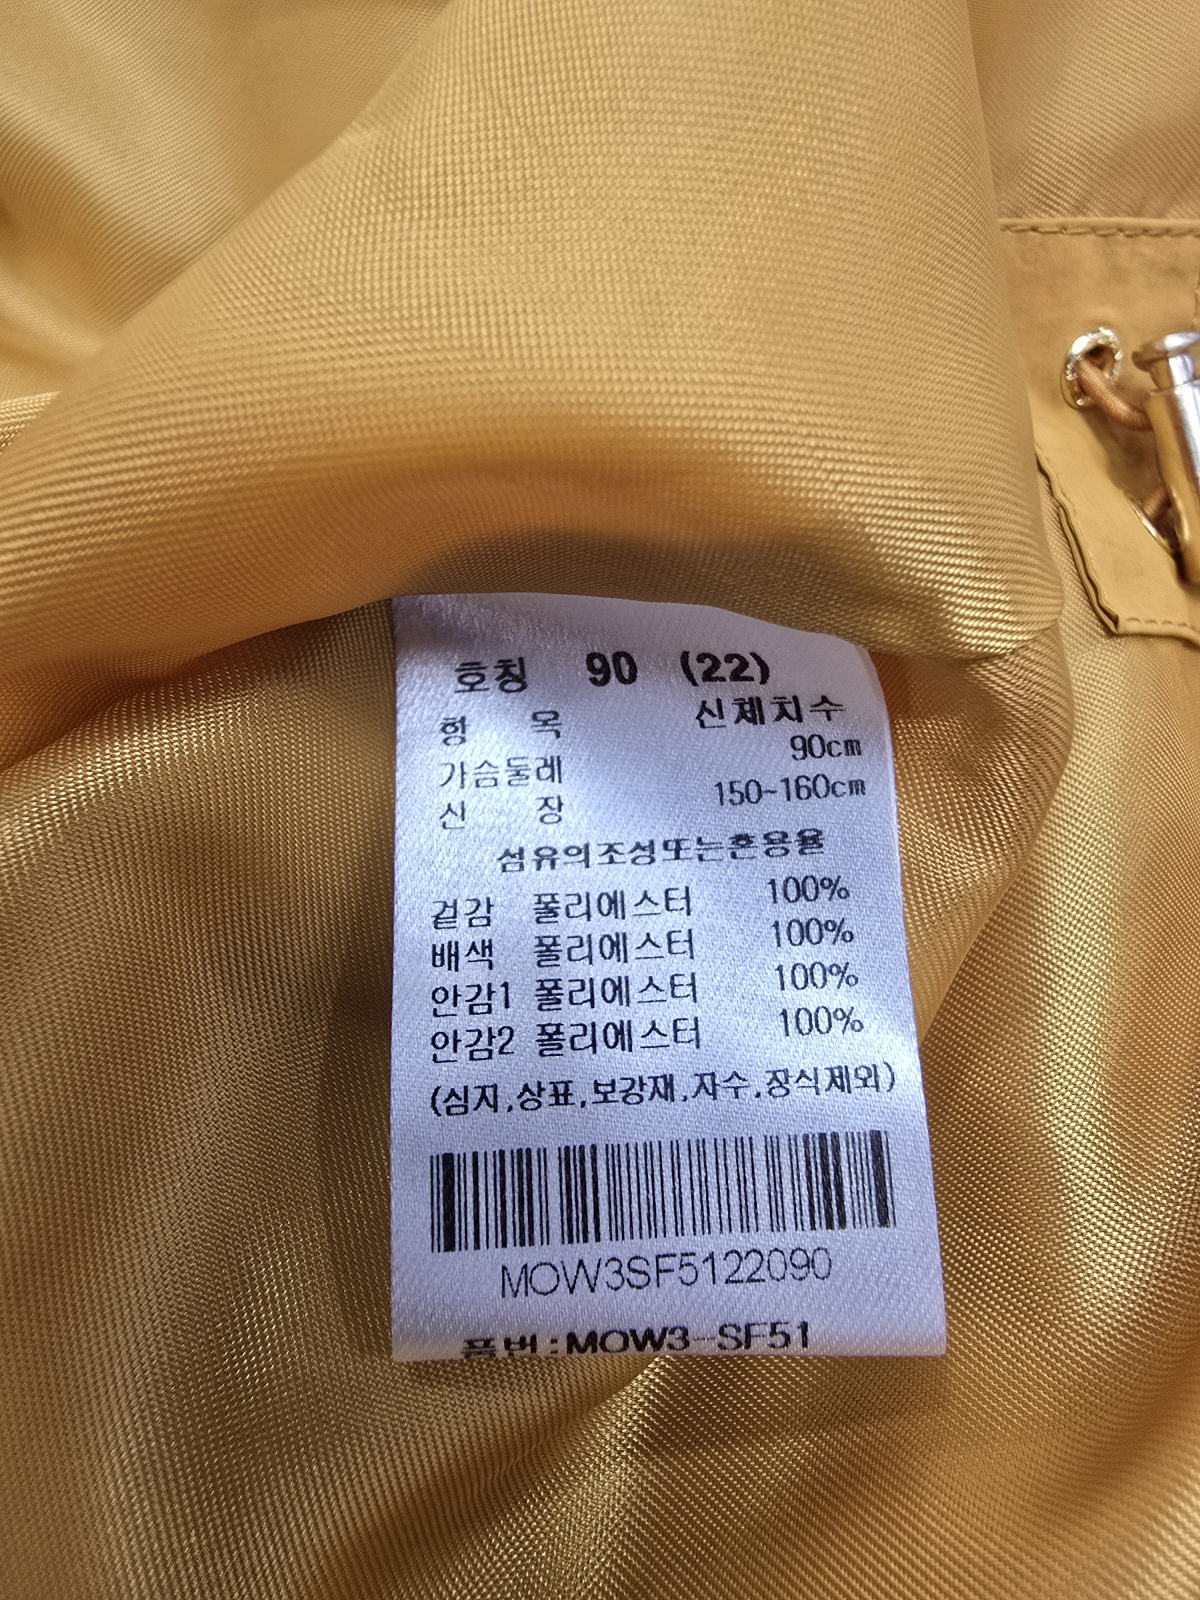 호칭 90 (22)
형 목 신체치수
가슴둘레 90cm
신 장 150~160cm
섬유의조성또는혼용율
겉감 폴리에스터 100%
배색 폴리에스터 100%
안감1 폴리에스터 100%
안감2 폴리에스터 100%
(심지,상표,보강재,자수,장식제외)
MOW3SF5122090
품번:MOW3-SF51